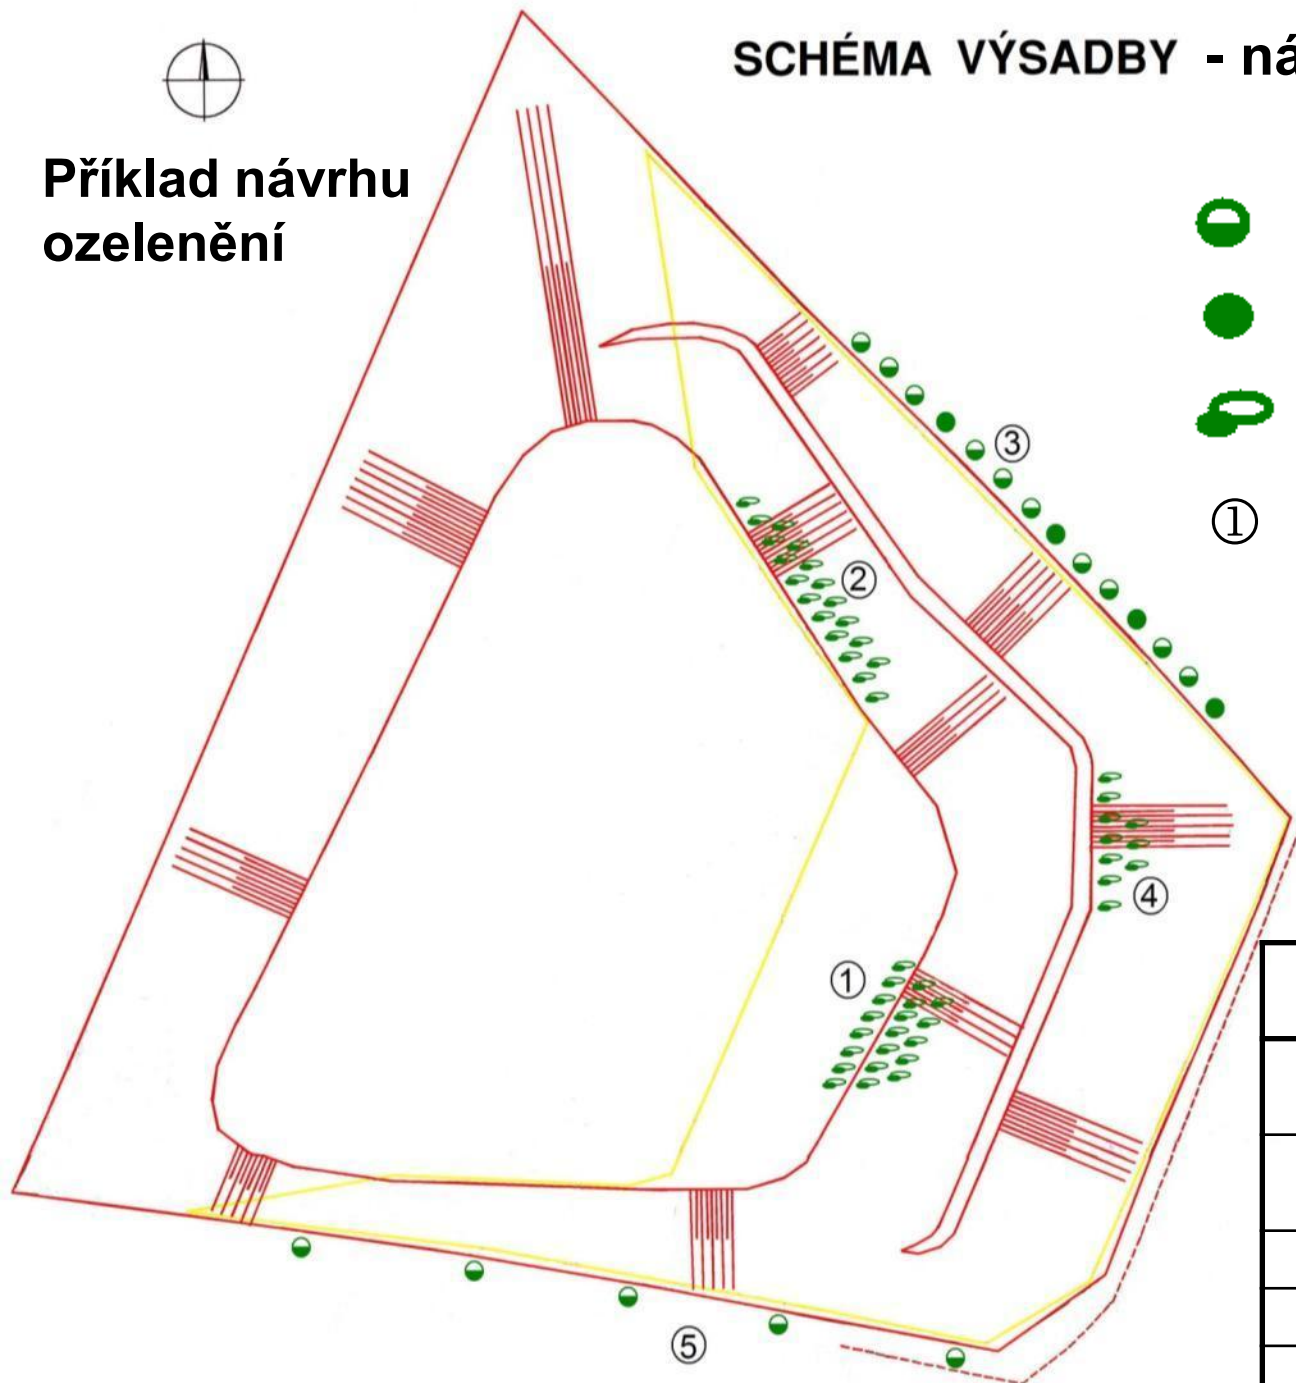 SCHÉMA VÝSADBY - ná
Příklad návrhu
ozelenění
③
①
②
④
①
⑤